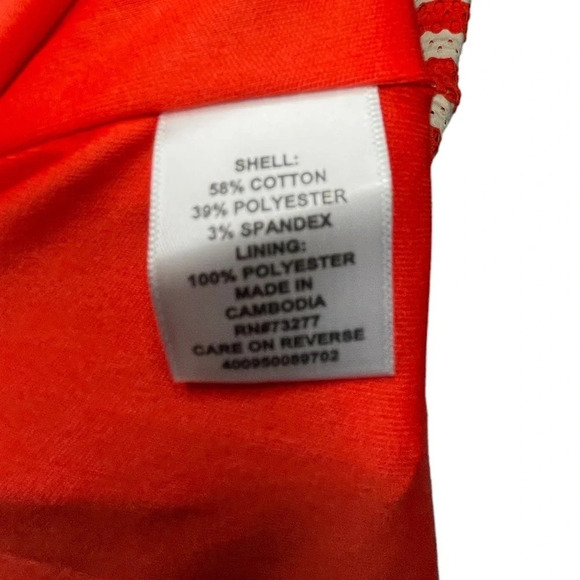 SHELL:
58% COTTON
39% POLYESTER
3% SPANDEX
LINING:
100% POLYESTER
MADE IN
CAMBODIA
RN#73277
CARE ON REVERSE
400950089702